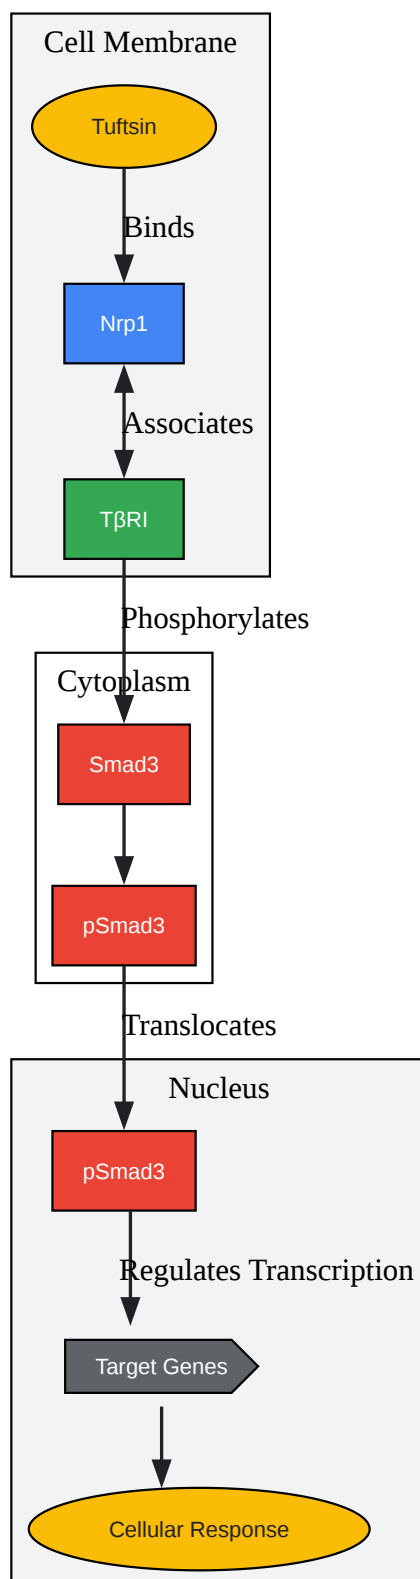 Cell Membrane
Tuftsin
Binds
Nrp1
Associates
TβRI
Phosphorylates
Cytoplasm
Smad3
pSmad3
Translocates
Nucleus
pSmad3
Regulates Transcription
Target Genes
Cellular Response